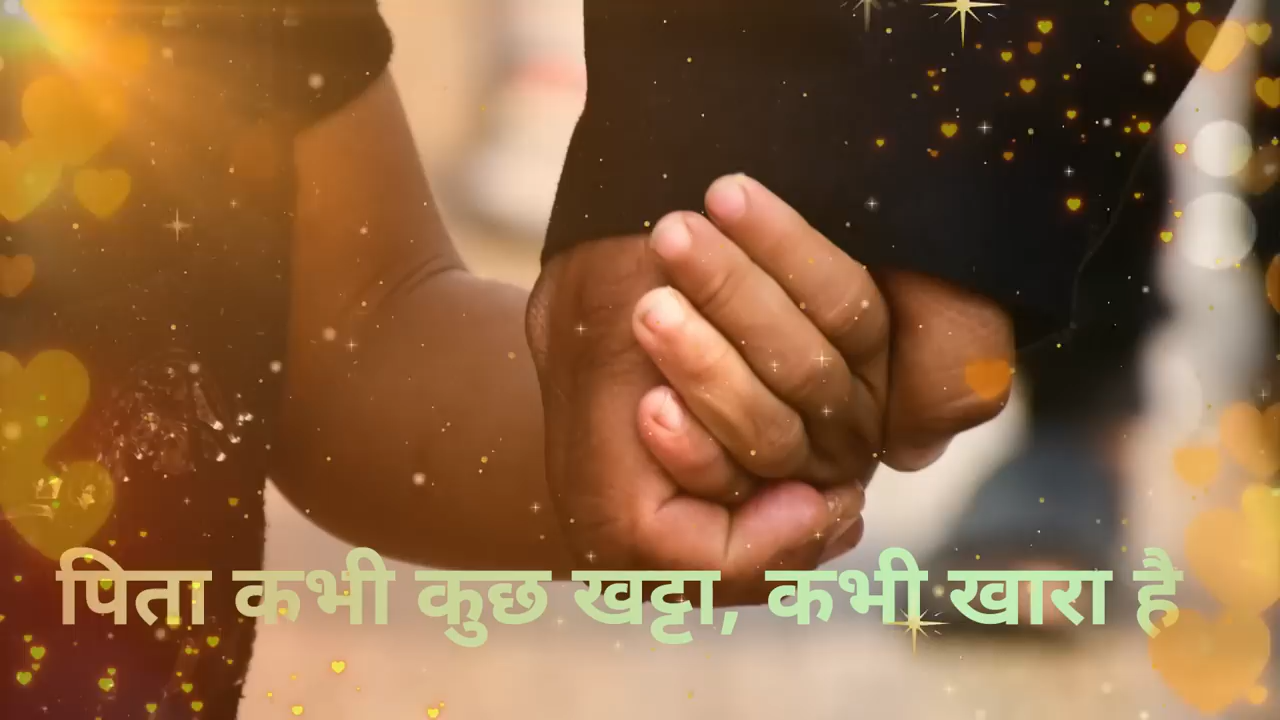 पिता कभी कुछ खट्टा, कभी खारा है